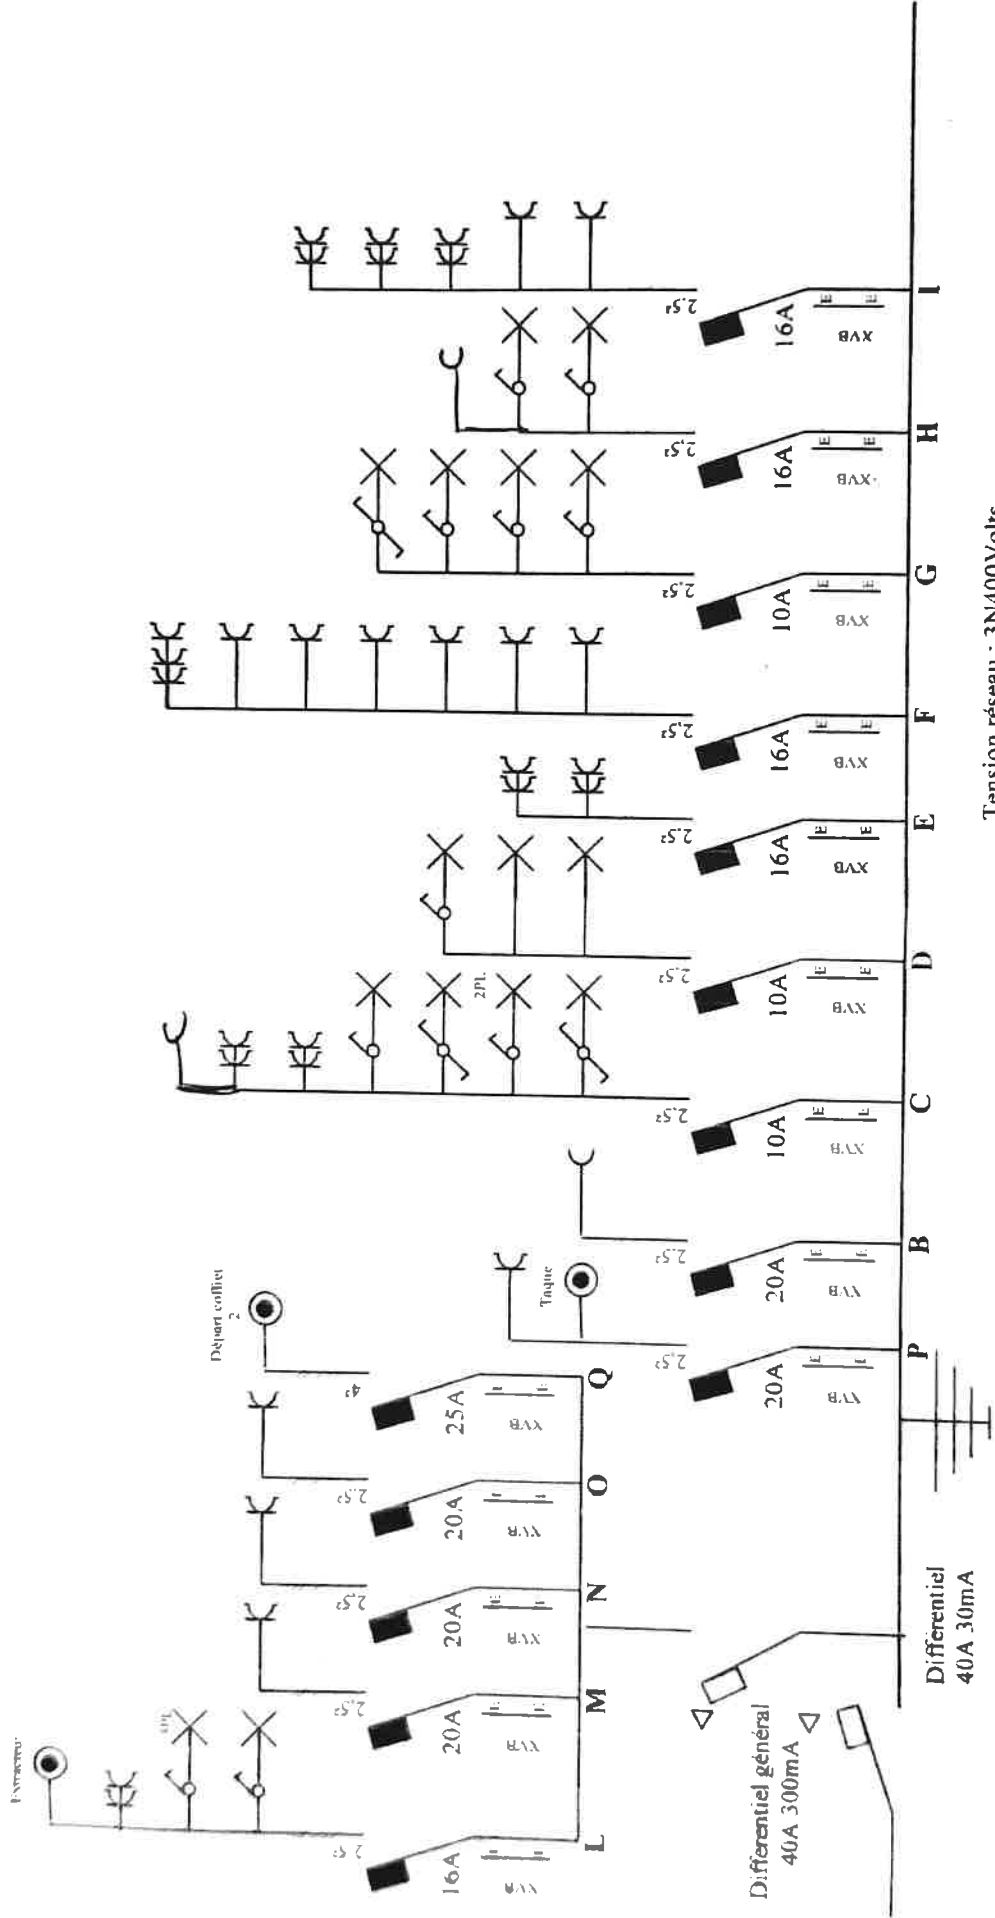 Extracteur
2.5²
16A
XVB
L
2,5²
20A
XVB
M
2,5²
20A
XVB
N
2.5²
20A
XVB
O
Départ coffret
2
4²
25A
XVB
Q
Taque
2,5²
20A
XVB
P
2,5²
20A
XVB
B
2,5²
10A
XVB
C
2PL
2,5²
10A
XVB
D
2,5²
16A
XVB
E
2,5²
16A
XVB
F
2,5²
10A
XVB
G
2,5²
16A
XVB
H
2,5²
16A
XVB
I
Differentiel général
40A 300mA
Differentiel
40A 30mA
Tension réseau : 3N400Volts